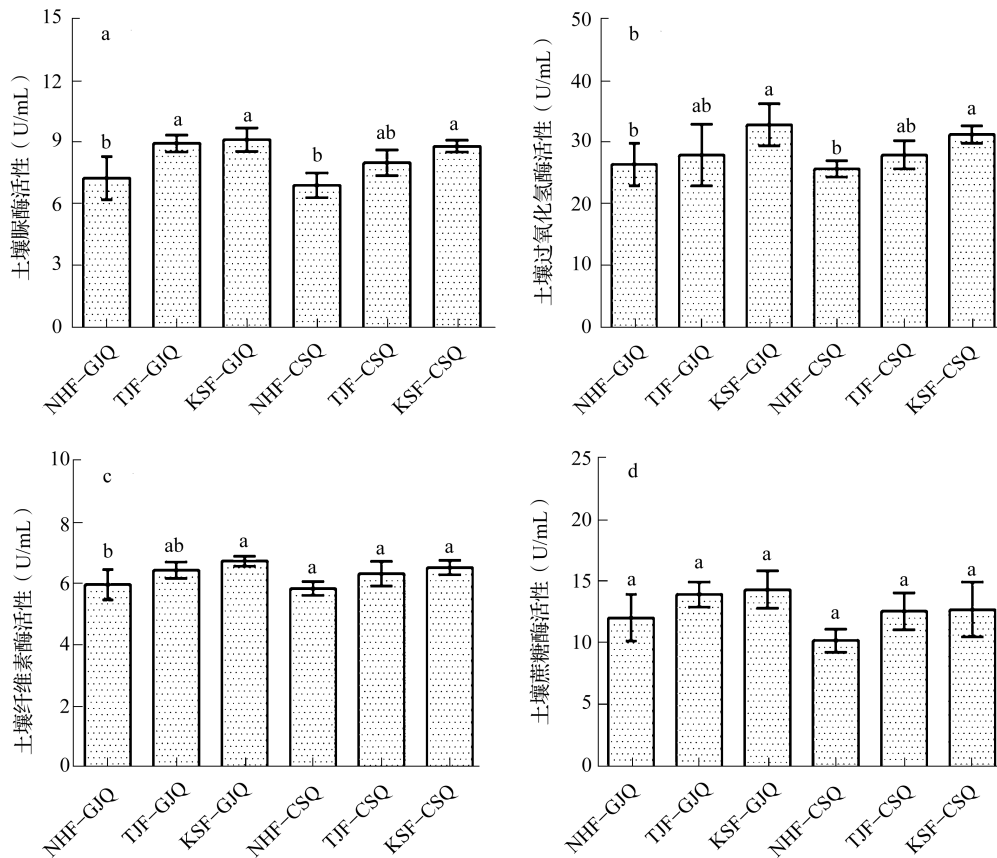 土壤脲酶活性（U/mL）
15
12
9
6
3
0
a
b
a
a
b
ab
a
NHF-GJQ
TJF-GJQ
KSF-GJQ
NHF-CSQ
TJF-CSQ
KSF-CSQ
土壤过氧化氢酶活性（U/mL）
50
40
30
20
10
0
b
b
ab
a
b
ab
a
NHF-GJQ
TJF-GJQ
KSF-GJQ
NHF-CSQ
TJF-CSQ
KSF-CSQ
土壤纤维素酶活性（U/mL）
10
8
6
4
2
0
c
b
ab
a
a
a
a
NHF-GJQ
TJF-GJQ
KSF-GJQ
NHF-CSQ
TJF-CSQ
KSF-CSQ
土壤蔗糖酶活性（U/mL）
25
20
15
10
5
0
d
a
a
a
a
a
a
NHF-GJQ
TJF-GJQ
KSF-GJQ
NHF-CSQ
TJF-CSQ
KSF-CSQ